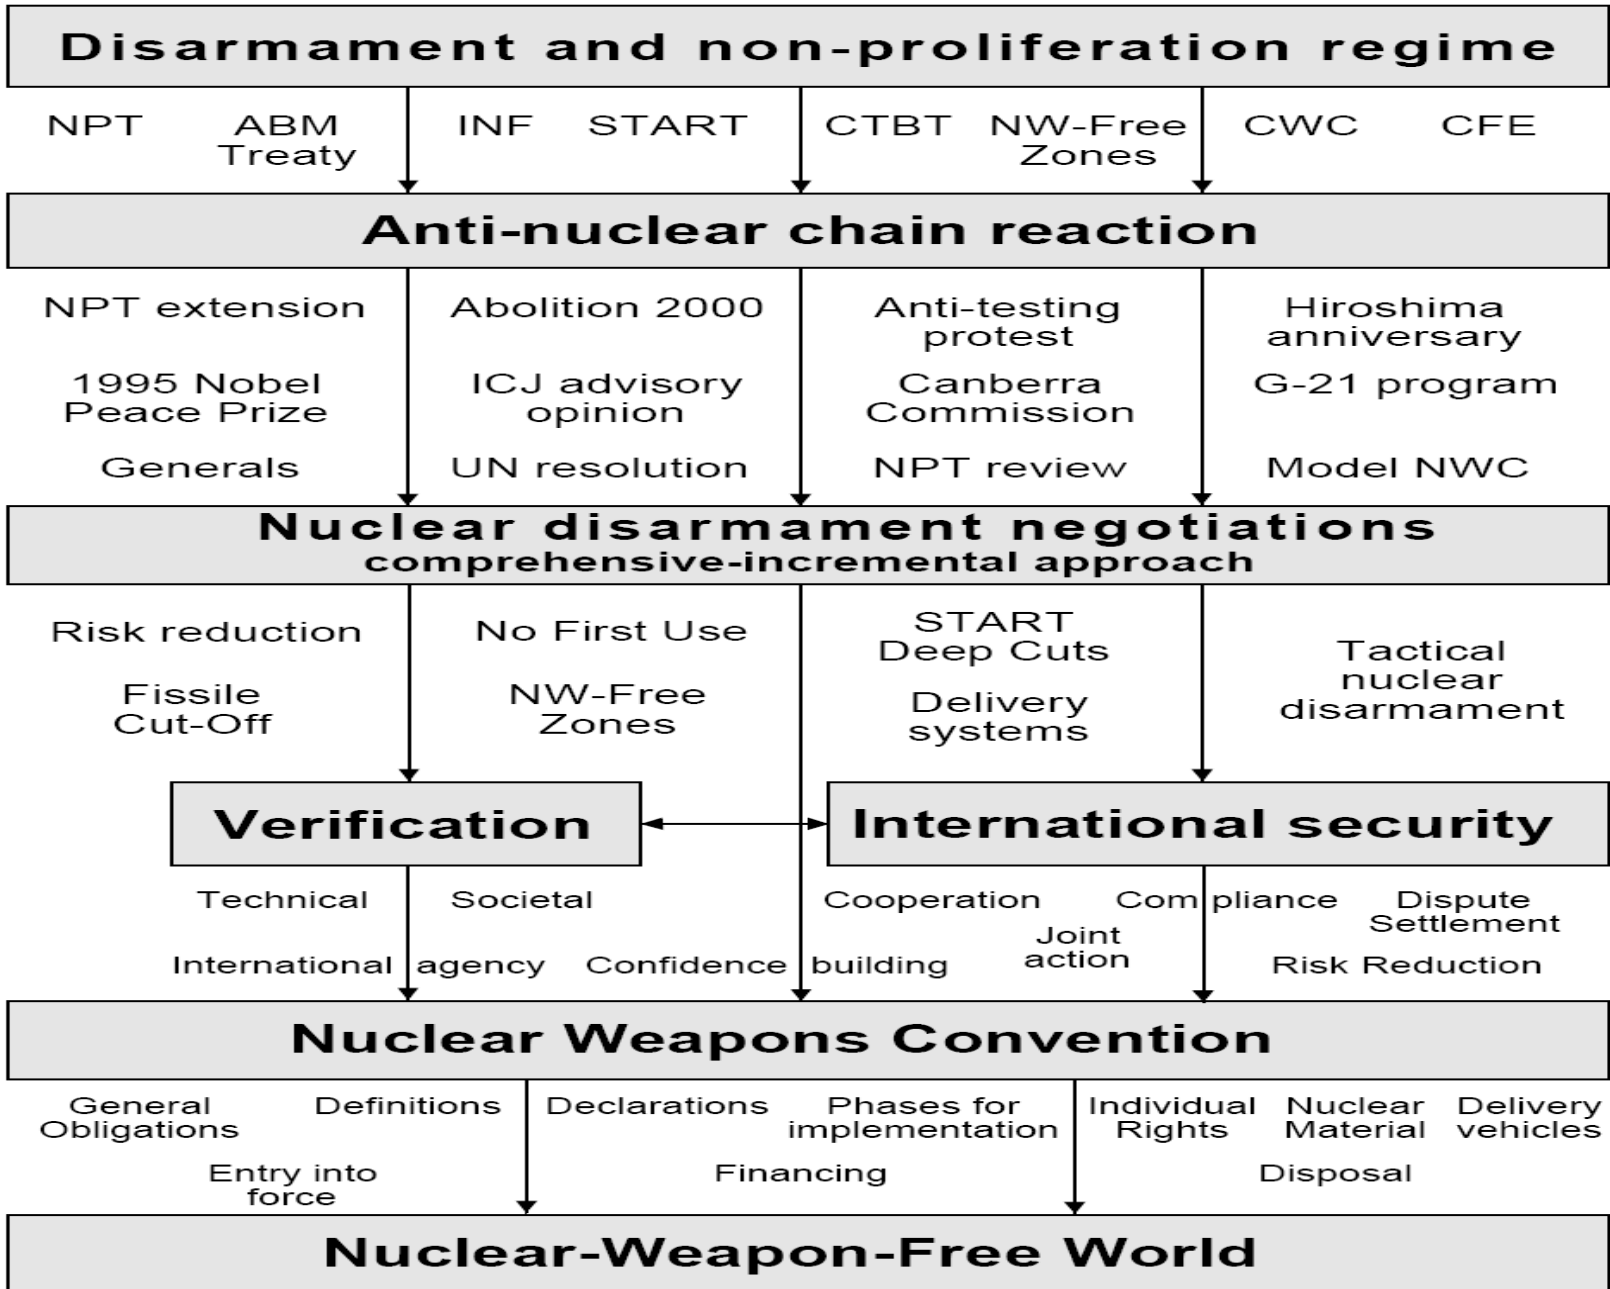 Disarmament and non-proliferation regime
NPT
ABM
Treaty
INF
START
CTBT
NW-Free
Zones
CWC
CFE
Anti-nuclear chain reaction
NPT extension
Abolition 2000
Anti-testing
protest
Hiroshima
anniversary
1995 Nobel
Peace Prize
ICJ advisory
opinion
Canberra
Commission
G-21 program
Generals
UN resolution
NPT review
Model NWC
Nuclear disarmament negotiations
comprehensive-incremental approach
Risk reduction
No First Use
START
Deep Cuts
Tactical
nuclear
disarmament
Fissile
Cut-Off
NW-Free
Zones
Delivery
systems
Verification
International security
Technical
Societal
Cooperation
Compliance
Dispute
Settlement
International agency
Confidence building
Joint
action
Risk Reduction
Nuclear Weapons Convention
General
Obligations
Definitions
Declarations
Phases for
implementation
Individual
Rights
Nuclear
Material
Delivery
vehicles
Entry into
force
Financing
Disposal
Nuclear-Weapon-Free World